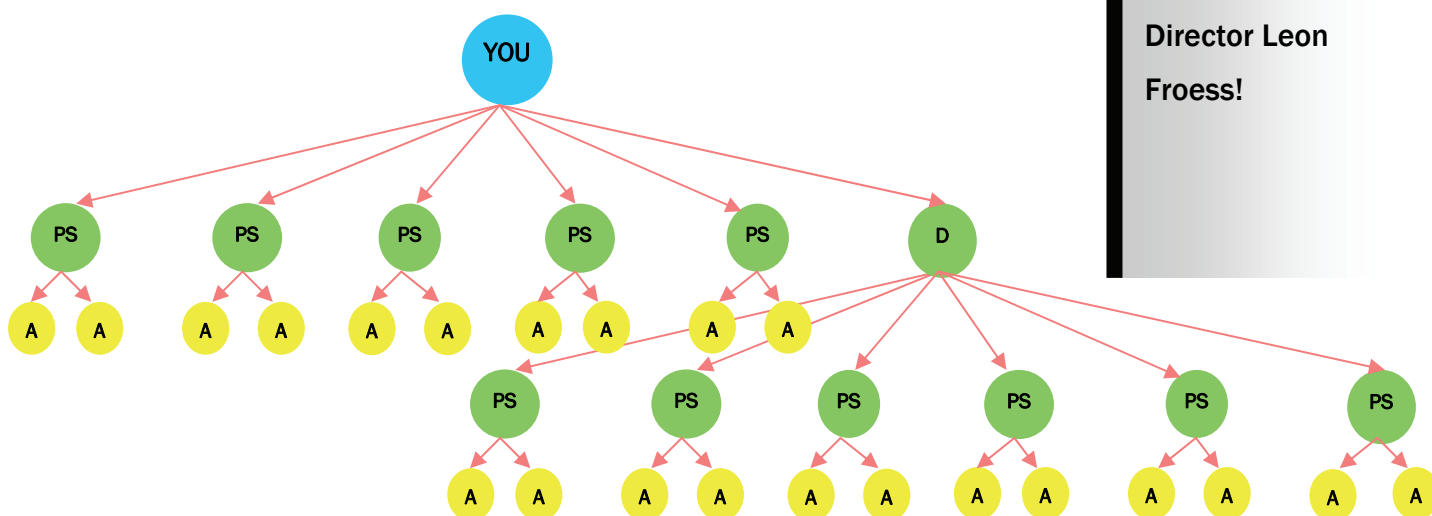 Director Leon
Froess!
YOU
PS PS PS PS PS D
A A A A A A A A A A
PS PS PS PS PS PS
A A A A A A A A A A A A